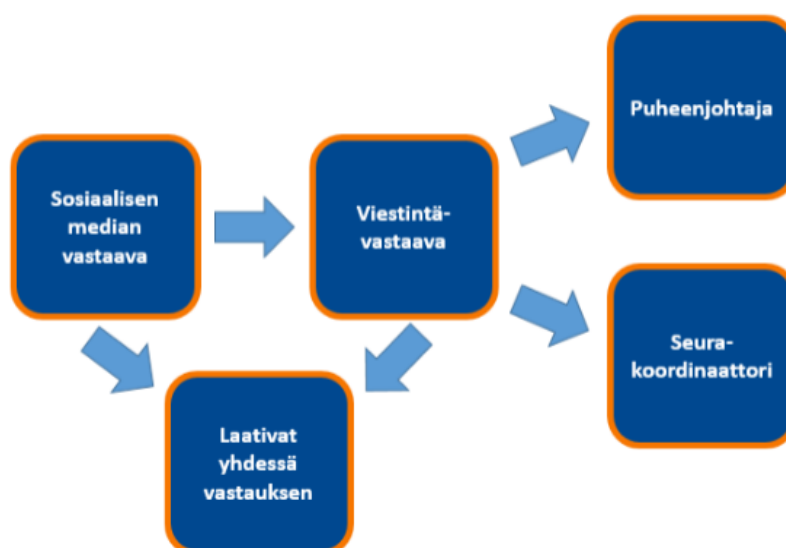 Puheenjohtaja
Sosiaalisen
median
vastaava
Viestintä-
vastaava
Seura-
koordinaattori
Laativat
yhdessä
vastauksen